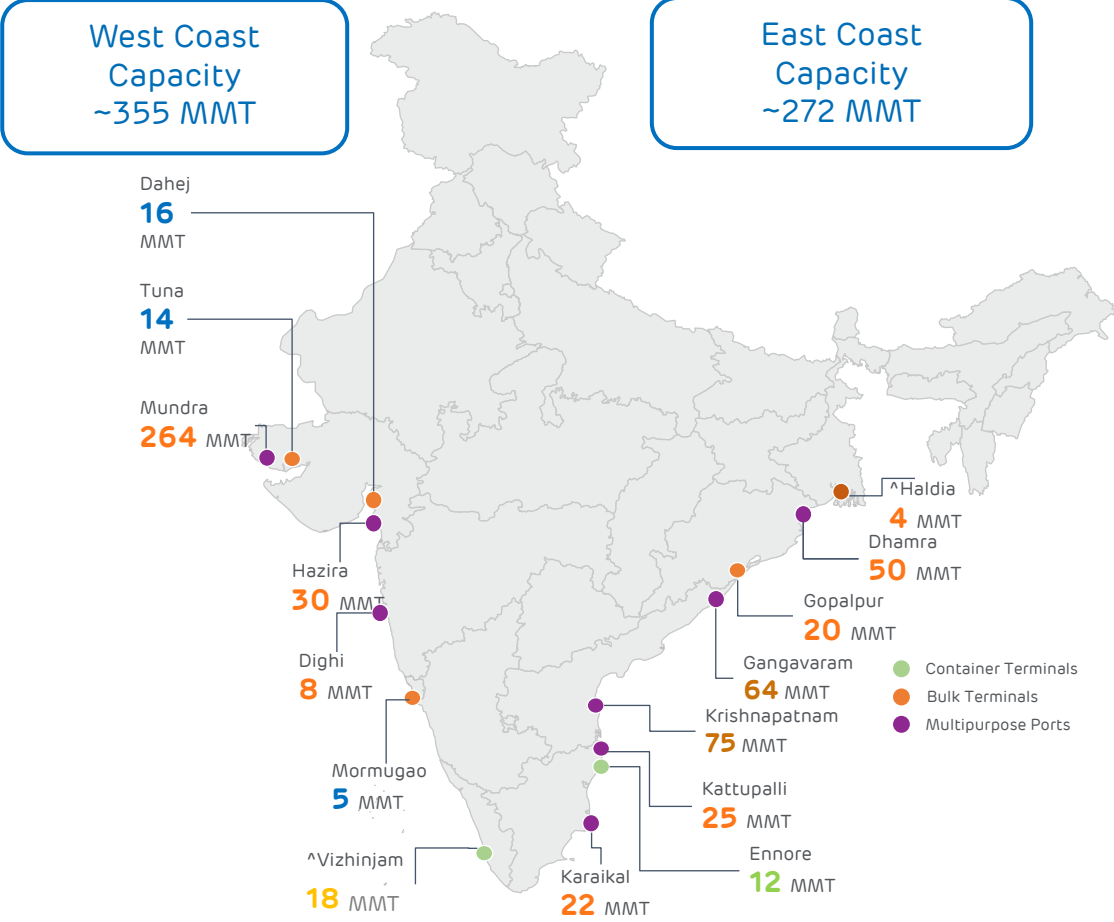 West Coast
Capacity
~355 MMT
East Coast
Capacity
~272 MMT
Dahej
16
MMT
Tuna
14
MMT
Mundra
264 MMT
Hazira
30 MMT
Dighi
8 MMT
Mormugao
5 MMT
^Vizhinjam
18 MMT
^Haldia
4 MMT
Dhamra
50 MMT
Gopalpur
20 MMT
Gangavaram
64 MMT
Krishnapatnam
75 MMT
Kattupalli
25 MMT
Ennore
12 MMT
Karaikal
22 MMT
Container Terminals
Bulk Terminals
Multipurpose Ports